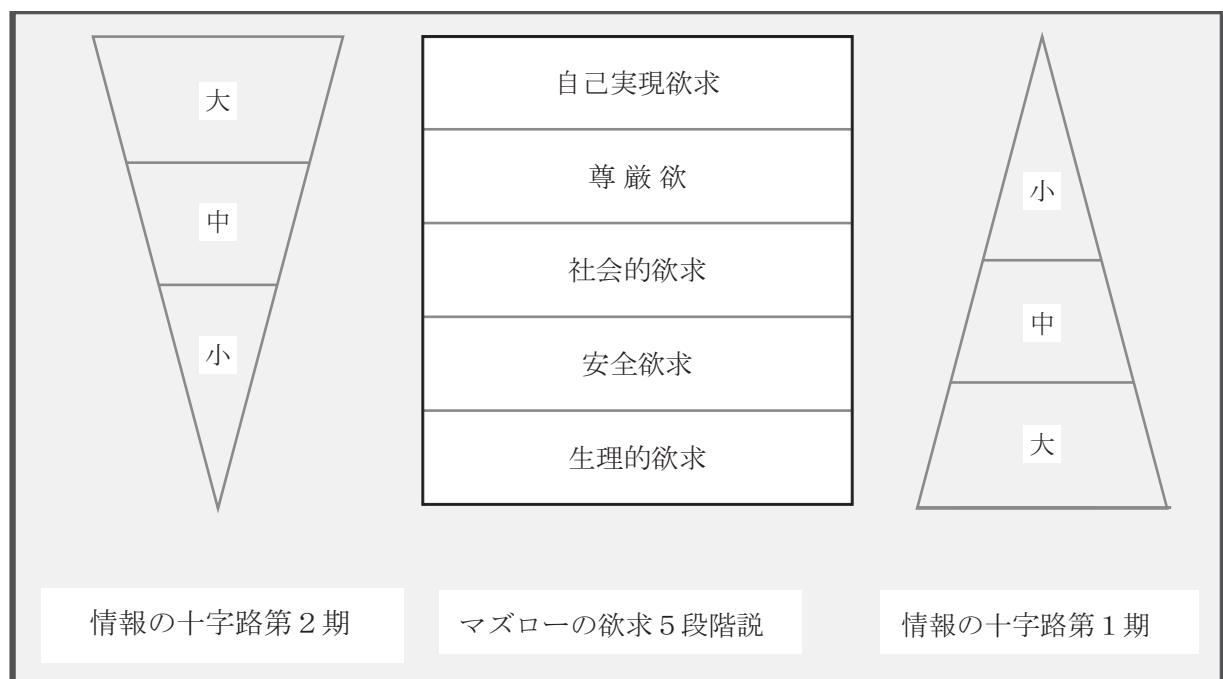 大
中
小
自己実現欲求
尊 厳 欲
社会的欲求
安全欲求
生理的欲求
小
中
大
情報の十字路第２期
マズローの欲求５段階説
情報の十字路第１期